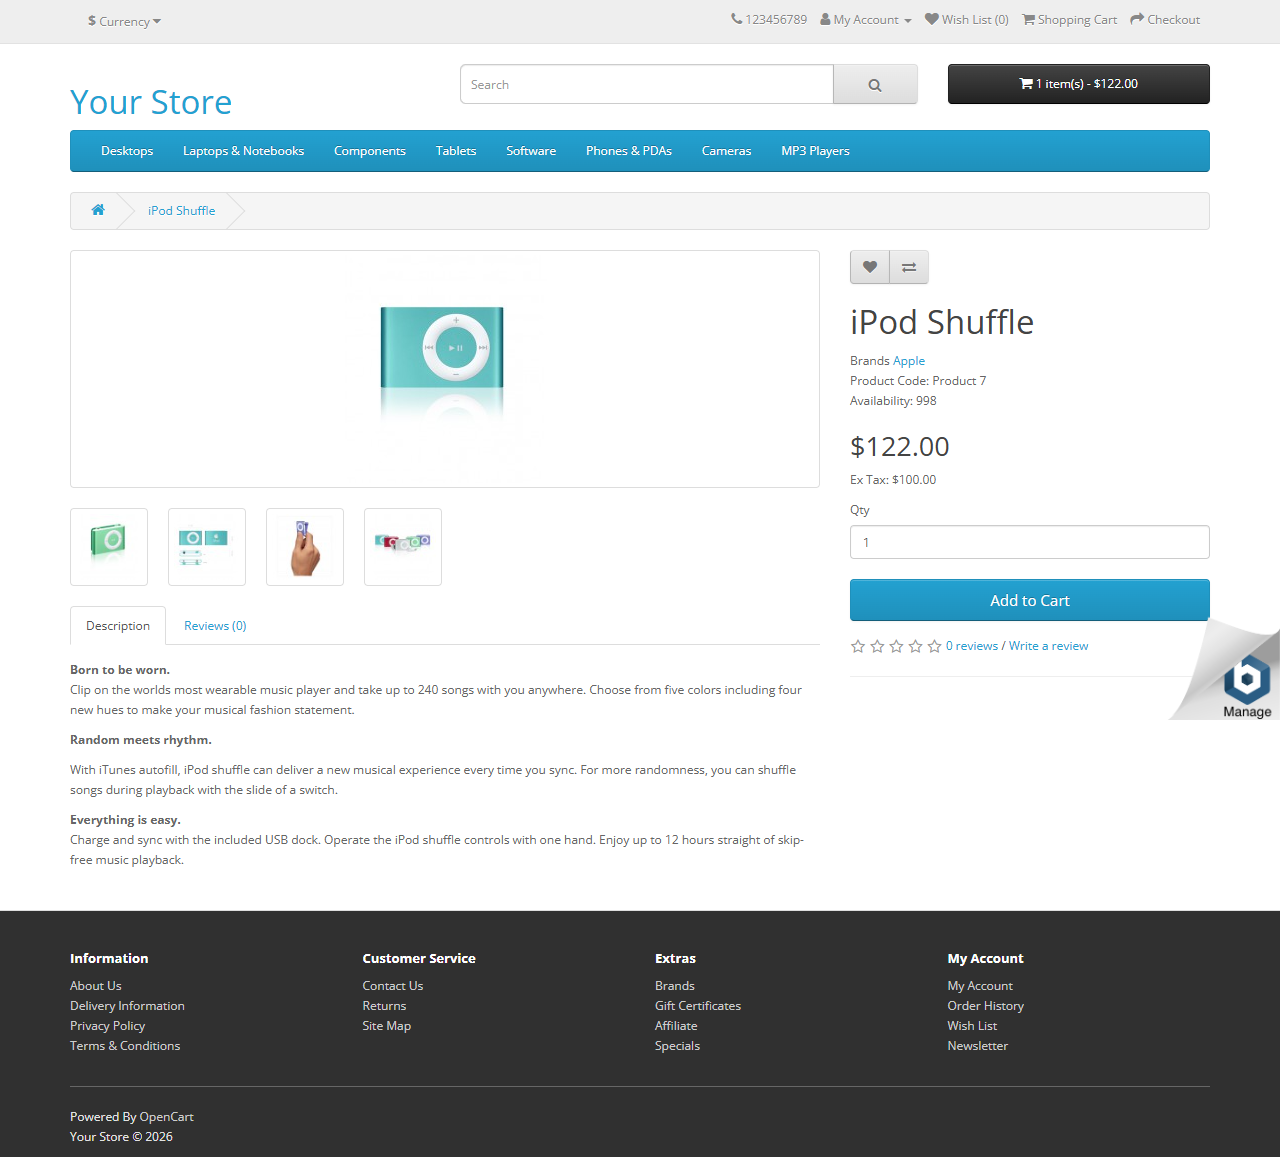 $ Currency
123456789 My Account Wish List (0) Shopping Cart Checkout
Your Store
Search
1 item(s) - $122.00
Desktops Laptops & Notebooks Components Tablets Software Phones & PDAs Cameras MP3 Players
iPod Shuffle
iPod Shuffle
Brands Apple
Product Code: Product 7
Availability: 998
$122.00
Ex Tax: $100.00
Qty
1
Add to Cart
0 reviews / Write a review
Manage
Description Reviews (0)
Born to be worn.
Clip on the worlds most wearable music player and take up to 240 songs with you anywhere. Choose from five colors including four
new hues to make your musical fashion statement.
Random meets rhythm.
With iTunes autofill, iPod shuffle can deliver a new musical experience every time you sync. For more randomness, you can shuffle
songs during playback with the slide of a switch.
Everything is easy.
Charge and sync with the included USB dock. Operate the iPod shuffle controls with one hand. Enjoy up to 12 hours straight of skip-
free music playback.
Information
About Us
Delivery Information
Privacy Policy
Terms & Conditions
Customer Service
Contact Us
Returns
Site Map
Extras
Brands
Gift Certificates
Affiliate
Specials
My Account
My Account
Order History
Wish List
Newsletter
Powered By OpenCart
Your Store © 2026